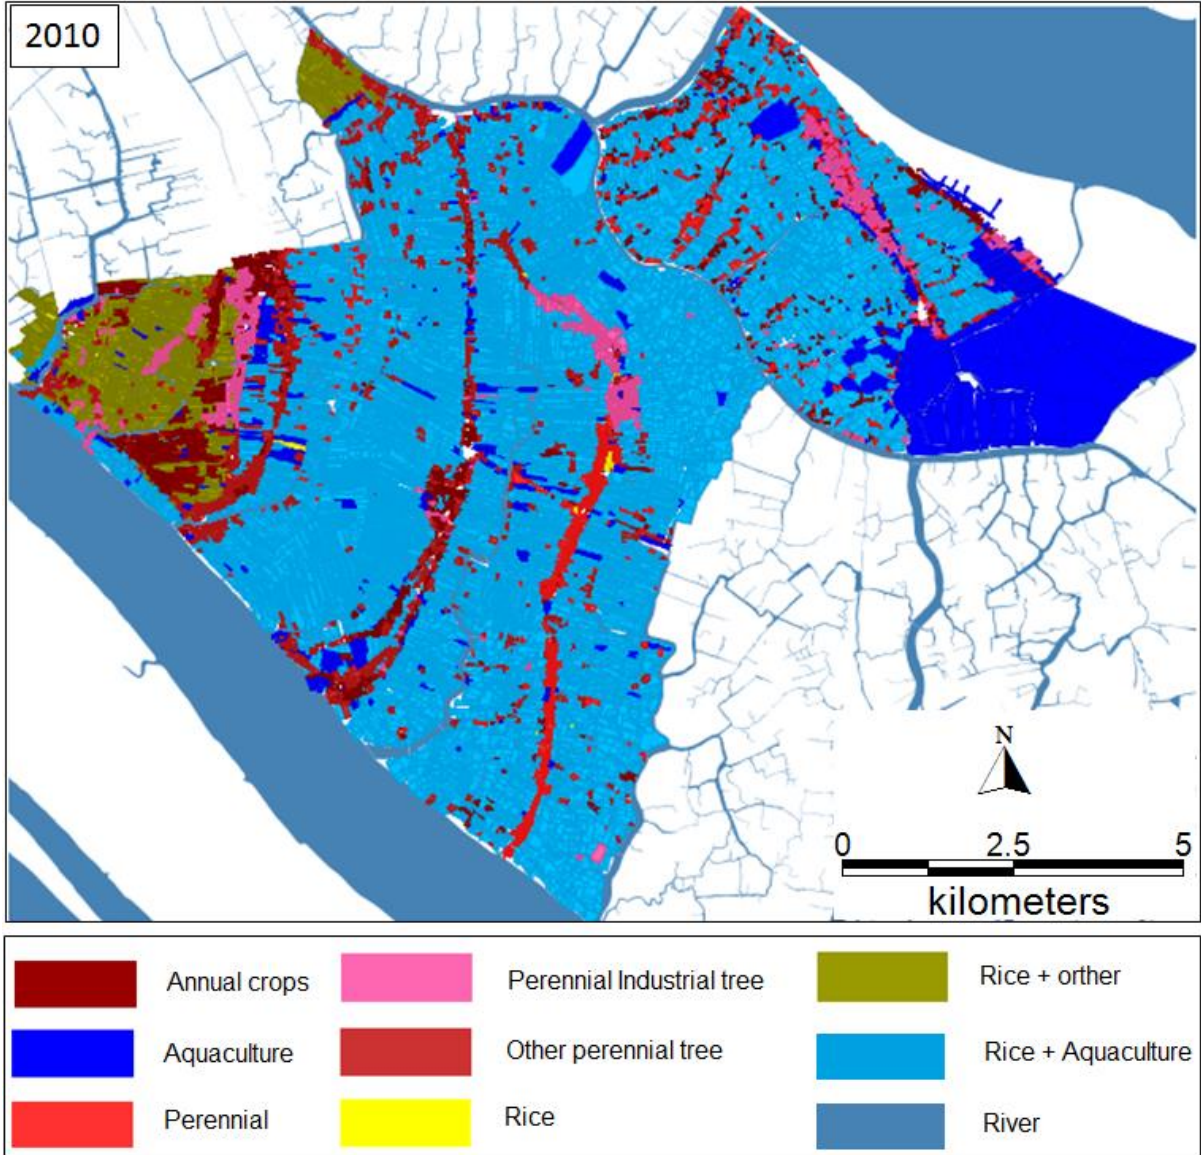 2010
N
0 2.5 5
kilometers
Annual crops
Perennial Industrial tree
Rice + orther
Aquaculture
Other perennial tree
Rice + Aquaculture
Perennial
Rice
River